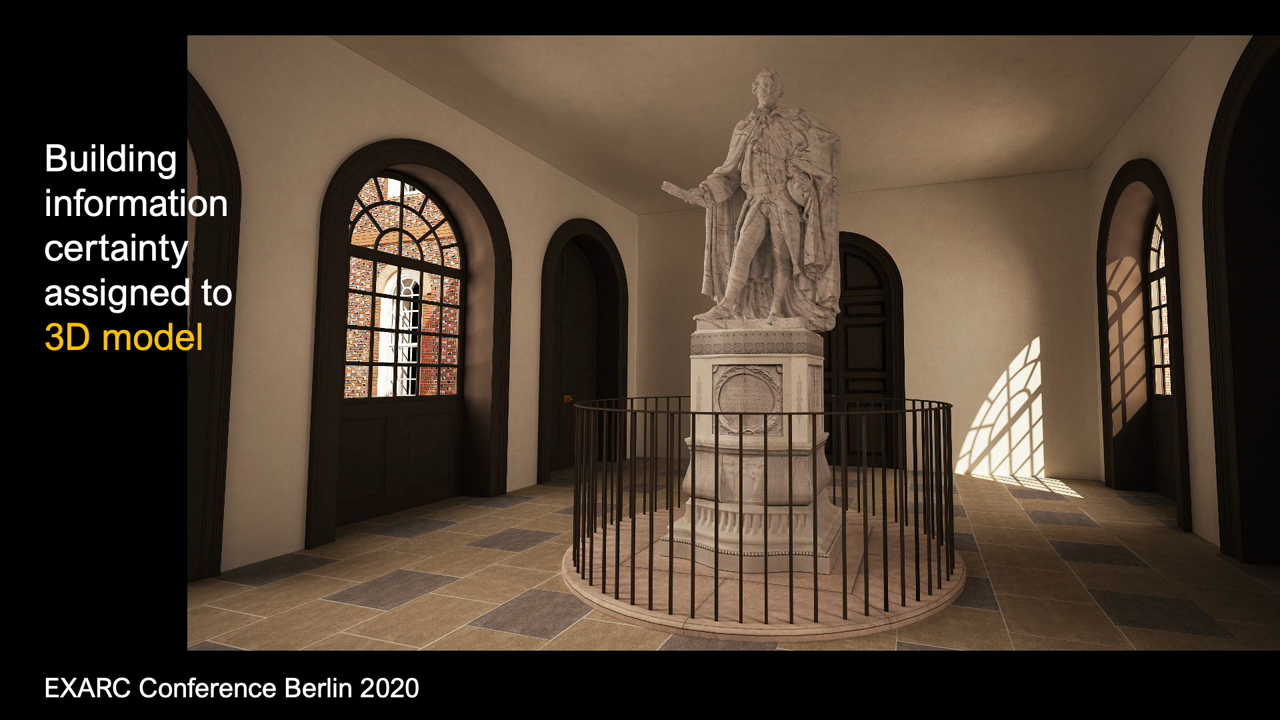 Building
information
certainty
assigned to
3D model
EXARC Conference Berlin 2020